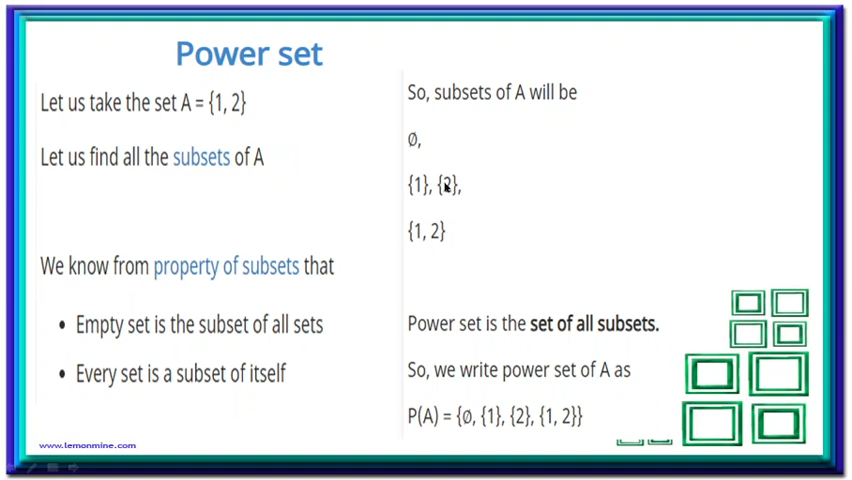 Power set
Let us take the set A = {1, 2}
Let us find all the subsets of A
We know from property of subsets that
• Empty set is the subset of all sets
• Every set is a subset of itself
So, subsets of A will be
∅,
{1}, {2},
{1, 2}
Power set is the set of all subsets.
So, we write power set of A as
P(A) = {∅, {1}, {2}, {1, 2}}
www.lemonmine.com